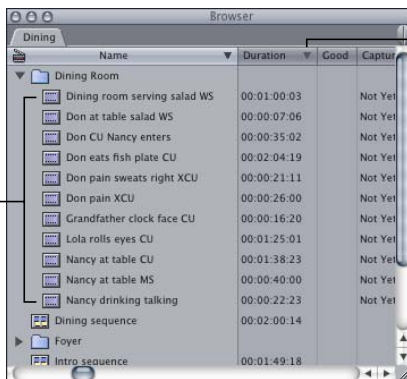 Browser
Dining
Name Duration Good Captur
Dining Room
Dining room serving salad WS 00:01:00:03 Not Yet
Don at table salad WS 00:00:07:06 Not Yet
Don CU Nancy enters 00:00:35:02 Not Yet
Don eats fish plate CU 00:02:04:19 Not Yet
Don pain sweats right XCU 00:00:21:11 Not Yet
Don pain XCU 00:00:26:00 Not Yet
Grandfather clock face CU 00:00:16:20 Not Yet
Lola rolls eyes CU 00:01:25:01 Not Yet
Nancy at table CU 00:01:38:23 Not Yet
Nancy at table MS 00:00:40:00 Not Yet
Nancy drinking talking 00:00:22:23 Not Yet
Dining sequence 00:02:00:14
Foyer
Intro sequence 00:01:49:18